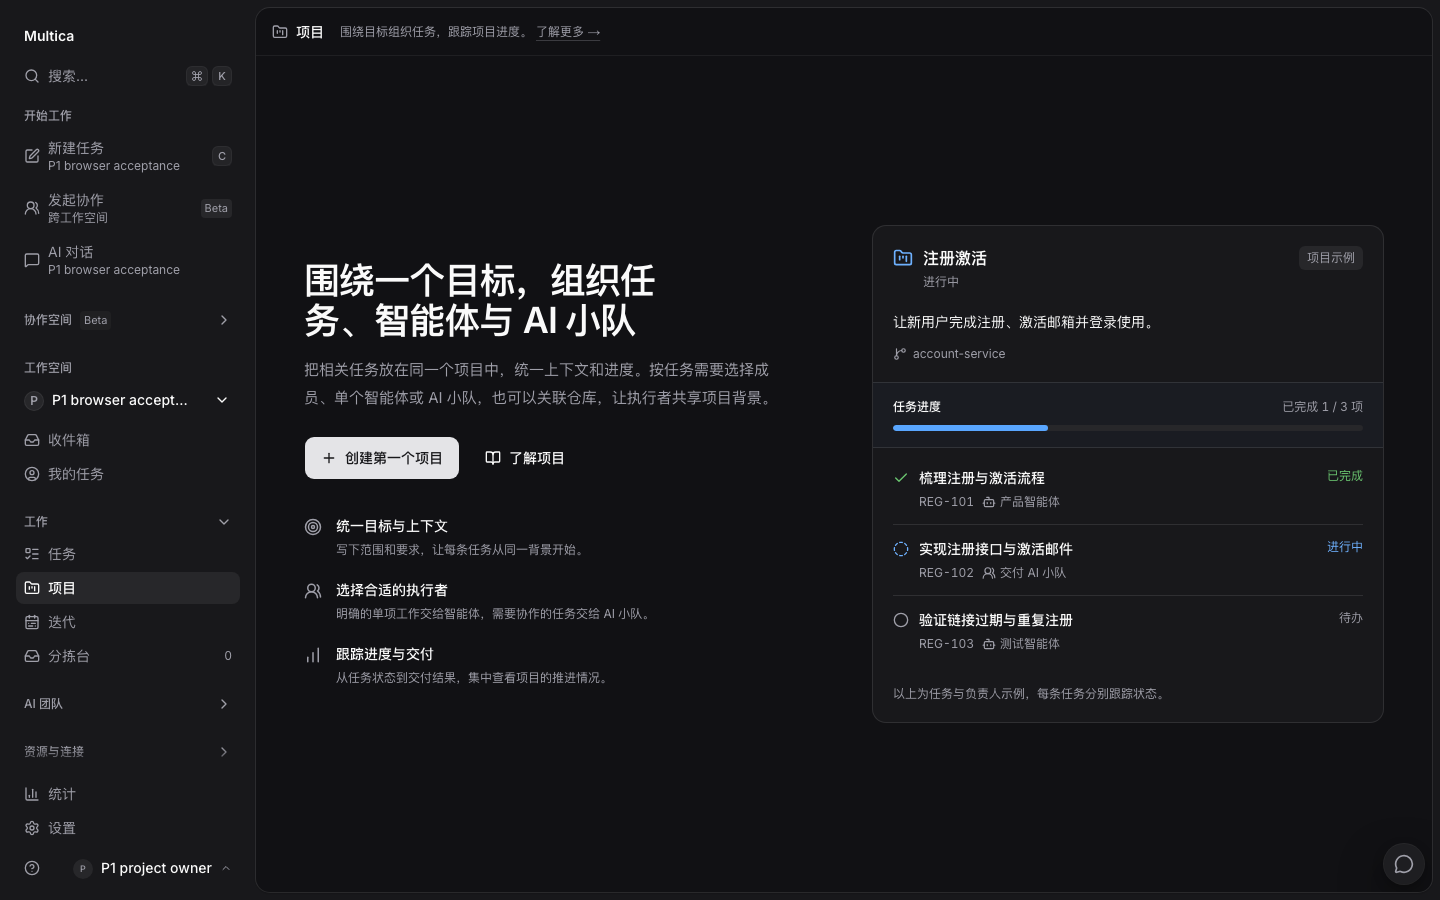 Multica
搜索...
⌘ K
开始工作
新建任务
P1 browser acceptance
C
发起协作
跨工作空间
Beta
AI 对话
P1 browser acceptance
协作空间 Beta
工作空间
P P1 browser accept...
收件箱
我的任务
工作
任务
项目
迭代
分拣台 0
AI 团队
资源与连接
统计
设置
P P1 project owner
项目 围绕目标组织任务，跟踪项目进度。 了解更多 →
围绕一个目标，组织任
务、智能体与 AI 小队
把相关任务放在同一个项目中，统一上下文和进度。按任务需要选择成
员、单个智能体或 AI 小队，也可以关联仓库，让执行者共享项目背景。
创建第一个项目 了解项目
统一目标与上下文
写下范围和要求，让每条任务从同一背景开始。
选择合适的执行者
明确的单项工作交给智能体，需要协作的任务交给 AI 小队。
跟踪进度与交付
从任务状态到交付结果，集中查看项目的推进情况。
注册激活 项目示例
进行中
让新用户完成注册、激活邮箱并登录使用。
account-service
任务进度 已完成 1 / 3 项
梳理注册与激活流程 已完成
REG-101 产品智能体
实现注册接口与激活邮件 进行中
REG-102 交付 AI 小队
验证链接过期与重复注册 待办
REG-103 测试智能体
以上为任务与负责人示例，每条任务分别跟踪状态。